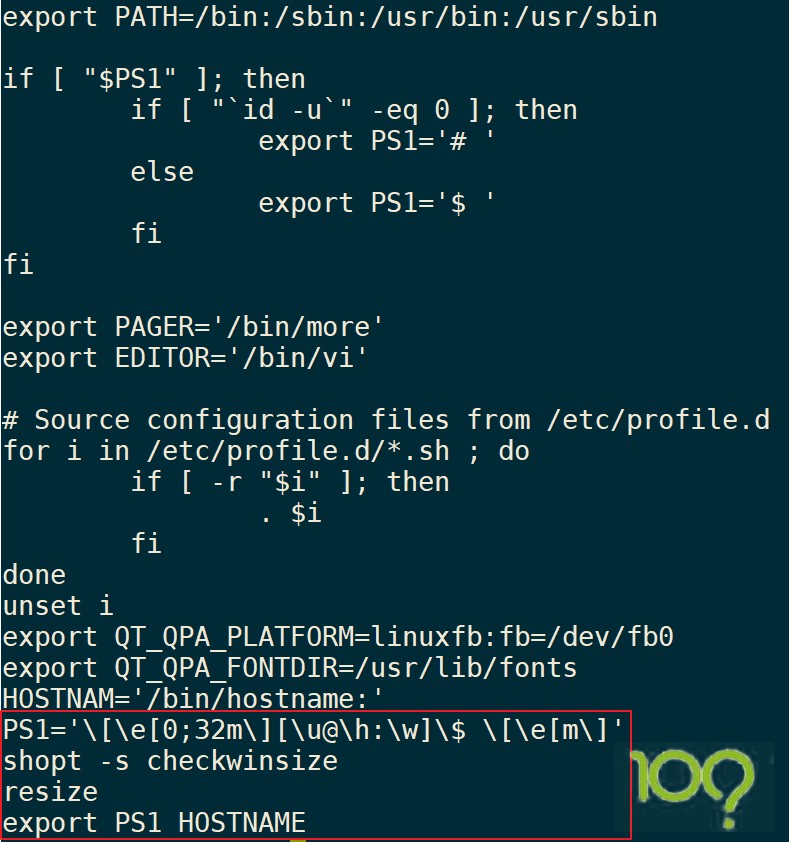 export PATH=/bin:/sbin:/usr/bin:/usr/sbin

if [ "$PS1" ]; then
        if [ "`id -u`" -eq 0 ]; then
                export PS1='# '
        else
                export PS1='$ '
        fi
fi

export PAGER='/bin/more'
export EDITOR='/bin/vi'

# Source configuration files from /etc/profile.d
for i in /etc/profile.d/*.sh ; do
        if [ -r "$i" ]; then
                . $i
        fi
done
unset i
export QT_QPA_PLATFORM=linuxfb:fb=/dev/fb0
export QT_QPA_FONTDIR=/usr/lib/fonts
HOSTNAM='/bin/hostname:'
PS1='\[\e[0;32m\][\u@\h:\w]\$ \[\e[m\]'
shopt -s checkwinsize
resize
export PS1 HOSTNAME